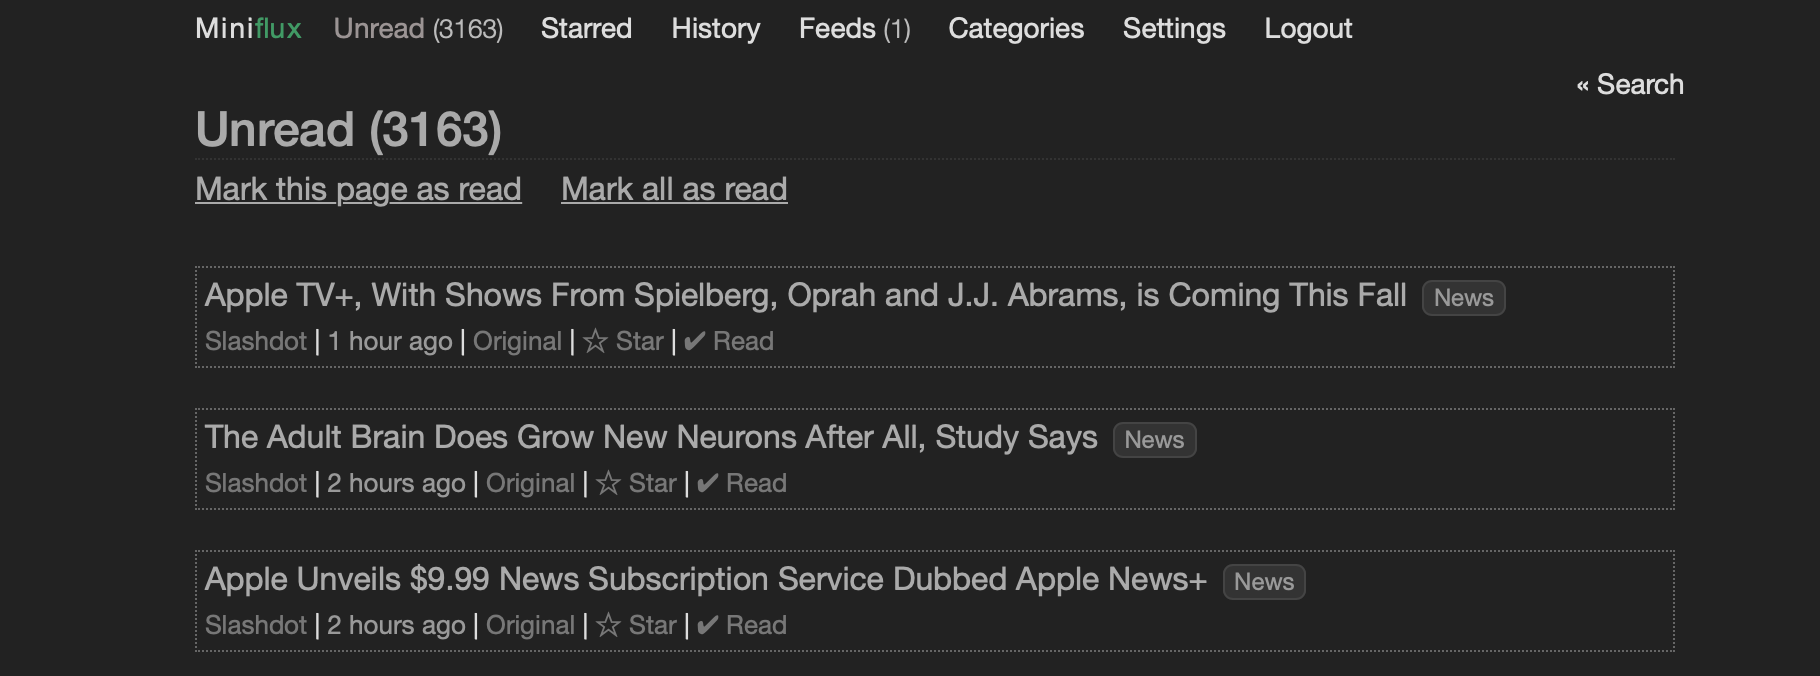 Miniflux Unread (3163) Starred History Feeds (1) Categories Settings Logout
« Search
Unread (3163)
Mark this page as read Mark all as read
Apple TV+, With Shows From Spielberg, Oprah and J.J. Abrams, is Coming This Fall News
Slashdot | 1 hour ago | Original | ☆ Star | ✔ Read
The Adult Brain Does Grow New Neurons After All, Study Says News
Slashdot | 2 hours ago | Original | ☆ Star | ✔ Read
Apple Unveils $9.99 News Subscription Service Dubbed Apple News+ News
Slashdot | 2 hours ago | Original | ☆ Star | ✔ Read